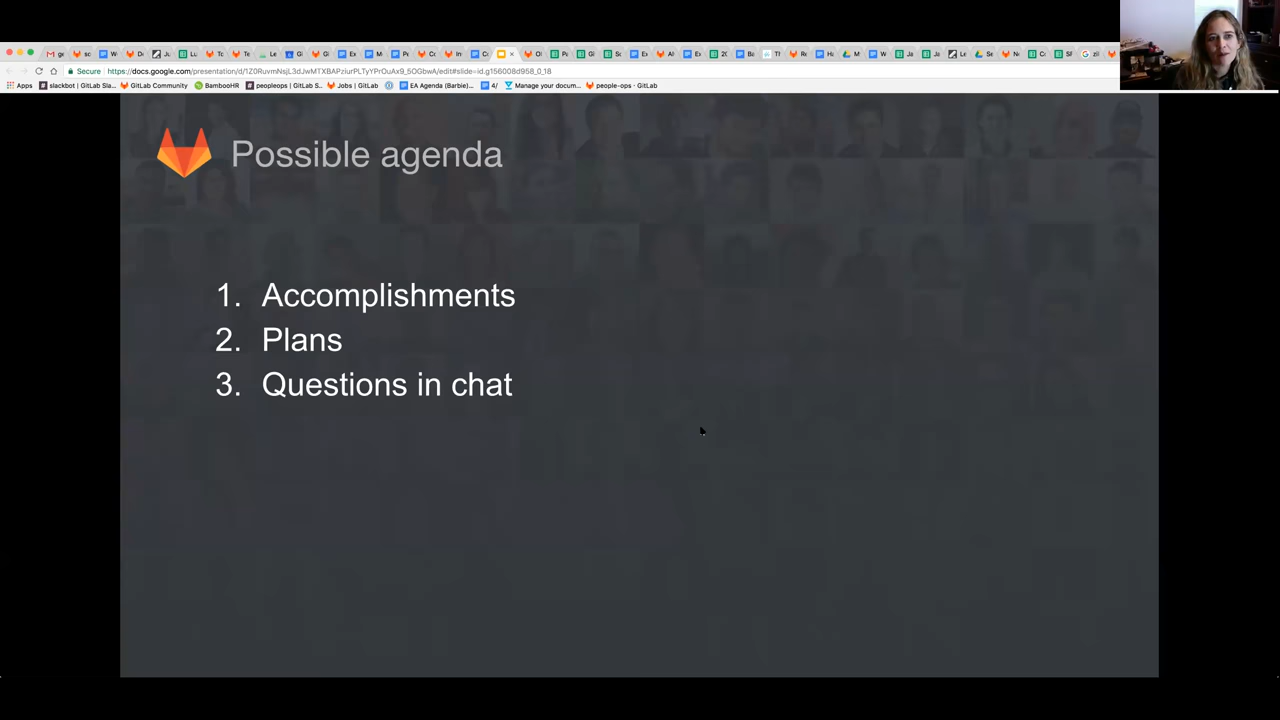 Secure
https://docs.google.com/presentation/d/1Z0RuvmNsjL3dJwMTXBAPziurPLTyYPrOuAx9_5OGbwA/edit#slide=id.g156008d958_0_18
Apps slackbot | GitLab Sla... GitLab Community BambooHR peopleops | GitLab S... Jobs | GitLab EA Agenda (Barbie)... 4/ Manage your docum... people-ops · GitLab
Possible agenda
1. Accomplishments
2. Plans
3. Questions in chat